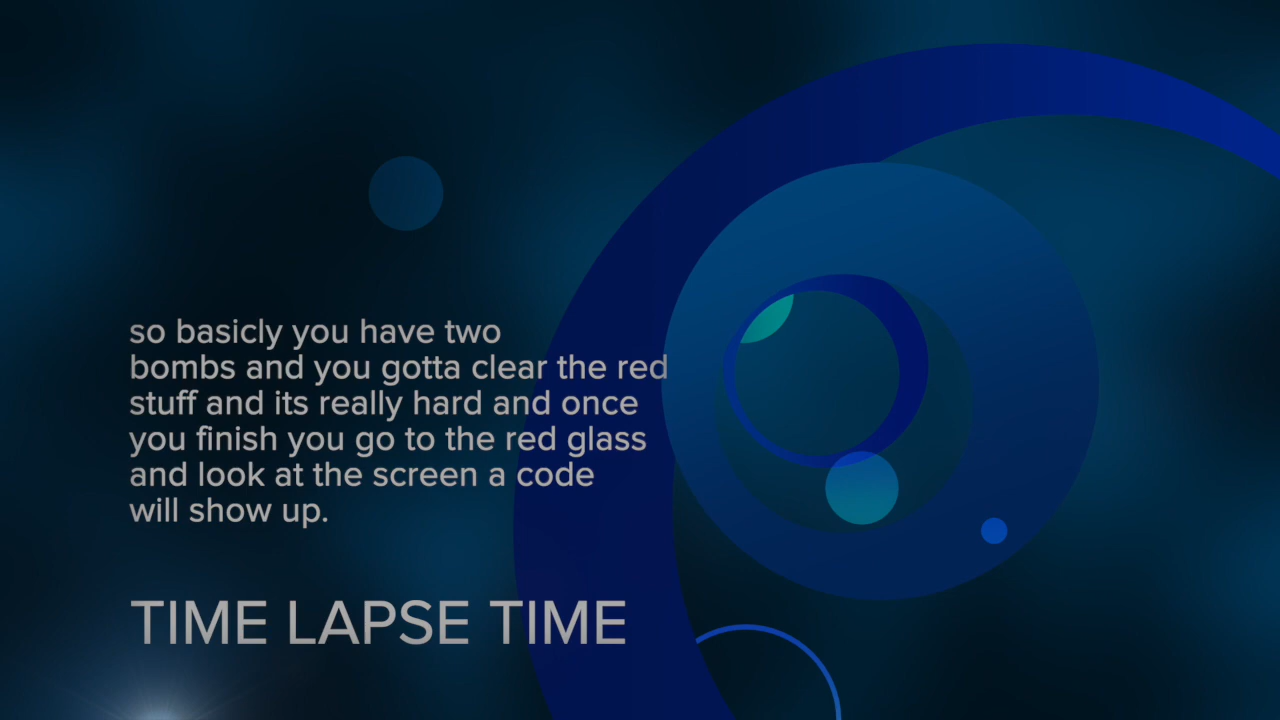 so basicly you have two
bombs and you gotta clear the red
stuff and its really hard and once
you finish you go to the red glass
and look at the screen a code
will show up.
TIME LAPSE TIME